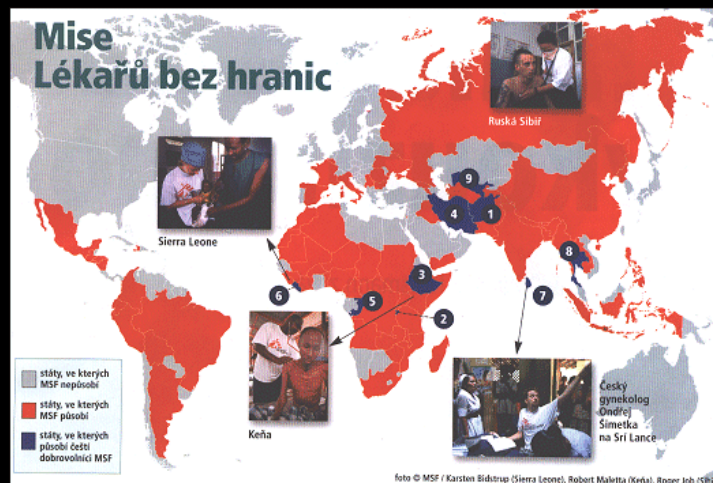 Mise
Lékařů bez hranic
Ruská Sibiř
Sierra Leone
9
4
1
8
3
6
5
7
2
Keňa
Český
gynekolog
Ondřej
Šimetka
na Srí Lance
státy, ve kterých
MSF nepůsobí
státy, ve kterých
MSF působí
státy, ve kterých
působí čeští
dobrovolníci MSF
foto © MSF / Karsten Bidstrup (Sierra Leone), Robert Maletta (Keňa), Roger Job